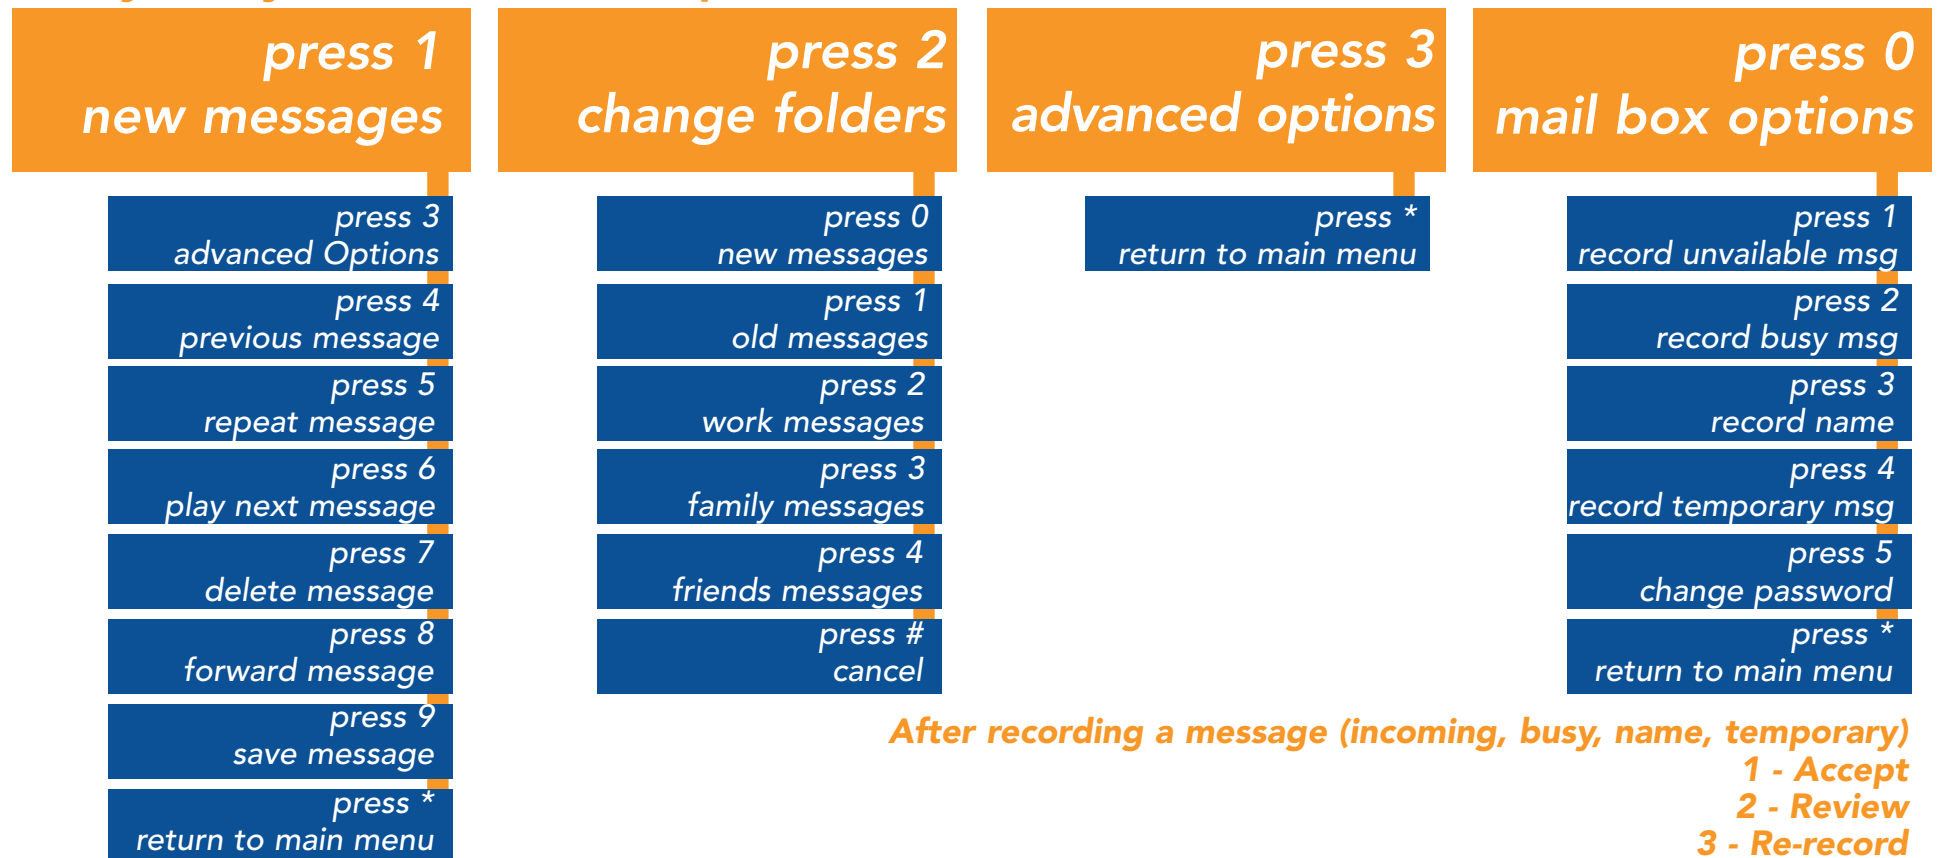 press 1
new messages
press 3
advanced Options
press 4
previous message
press 5
repeat message
press 6
play next message
press 7
delete message
press 8
forward message
press 9
save message
press *
return to main menu
press 2
change folders
press 0
new messages
press 1
old messages
press 2
work messages
press 3
family messages
press 4
friends messages
press #
cancel
press 3
advanced options
press *
return to main menu
press 0
mail box options
press 1
record unvailable msg
press 2
record busy msg
press 3
record name
press 4
record temporary msg
press 5
change password
press *
return to main menu
After recording a message (incoming, busy, name, temporary)
1 - Accept
2 - Review
3 - Re-record